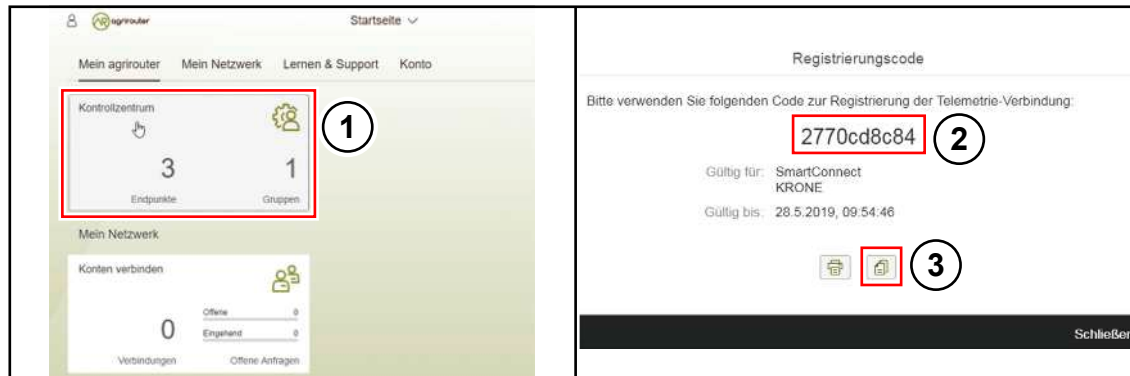 agrirouter
Startseite
Mein agrirouter Mein Netzwerk Lernen & Support Konto
Kontrollzentrum
1
3 1
Endpunkte Gruppen
Mein Netzwerk
Konten verbinden
Offene 0
0 Eingehend 0
Verbindungen Offene Anfragen
Registrierungscode
Bitte verwenden Sie folgenden Code zur Registrierung der Telemetrie-Verbindung:
2770cd8c84 2
Gültig für: SmartConnect
KRONE
Gültig bis: 28.5.2019, 09:54:46
3
Schließen